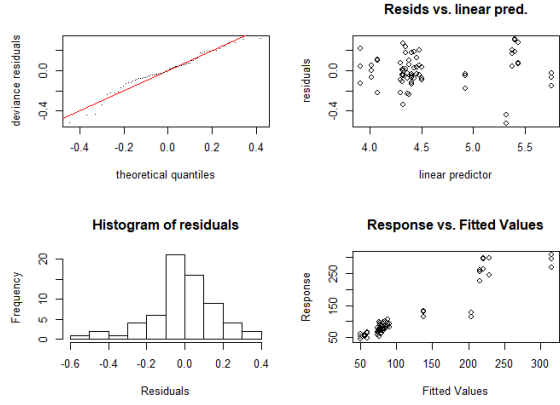 deviance residuals
0.0
-0.4
-0.4 -0.2 0.0 0.2 0.4
theoretical quantiles
Resids vs. linear pred.
residuals
0.0
-0.4
4.0 4.5 5.0 5.5
linear predictor
Histogram of residuals
Frequency
20
10
5
0
-0.6 -0.4 -0.2 0.0 0.2 0.4
Residuals
Response vs. Fitted Values
Response
250
150
50
50 100 150 200 250 300
Fitted Values